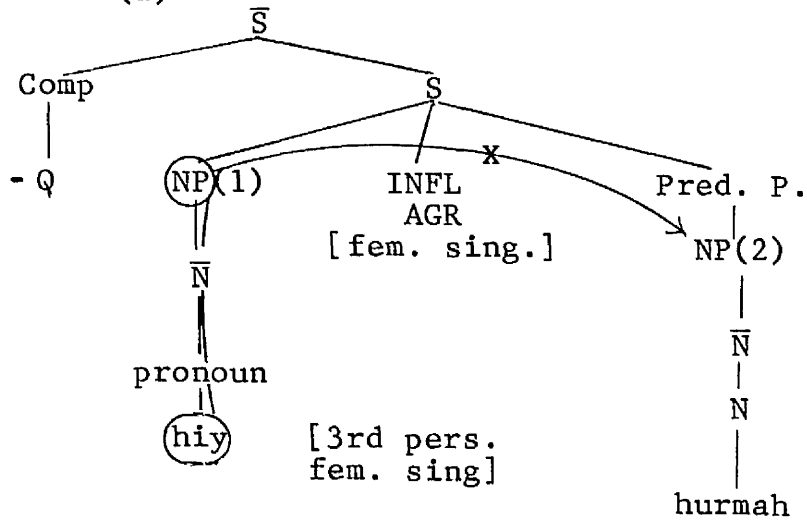 S̄
Comp S
- Q NP(1) x INFL Pred. P.
AGR
[fem. sing.] NP(2)
N̄
N̄
pronoun N
hiy [3rd pers.
fem. sing]
hurmah